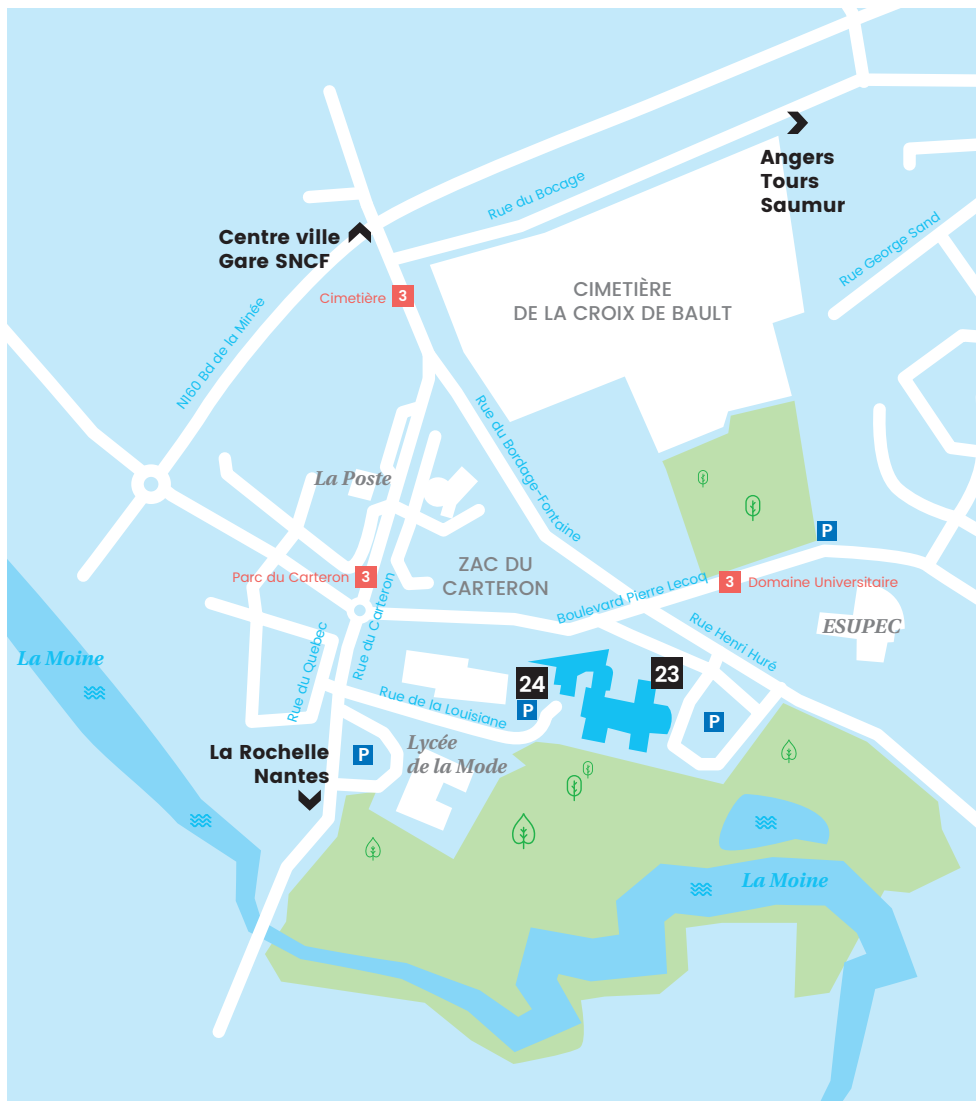 Angers
Tours
Saumur
Rue du Bocage
Rue George Sand
Centre ville
Gare SNCF
Cimetière 3
CIMETIÈRE
DE LA CROIX DE BAULT
N160 Bd de la Minée
Rue du Bordage-Fontaine
La Poste
P
ZAC DU
CARTERON
Parc du Carteron 3
3 Domaine Universitaire
Boulevard Pierre Lecoq
Rue du Carteron
ESUPEC
Rue Henri Huré
Rue du Quebec
La Moine
24
23
P
P
Rue de la Louisiane
Lycée
de la Mode
P
La Rochelle
Nantes
La Moine